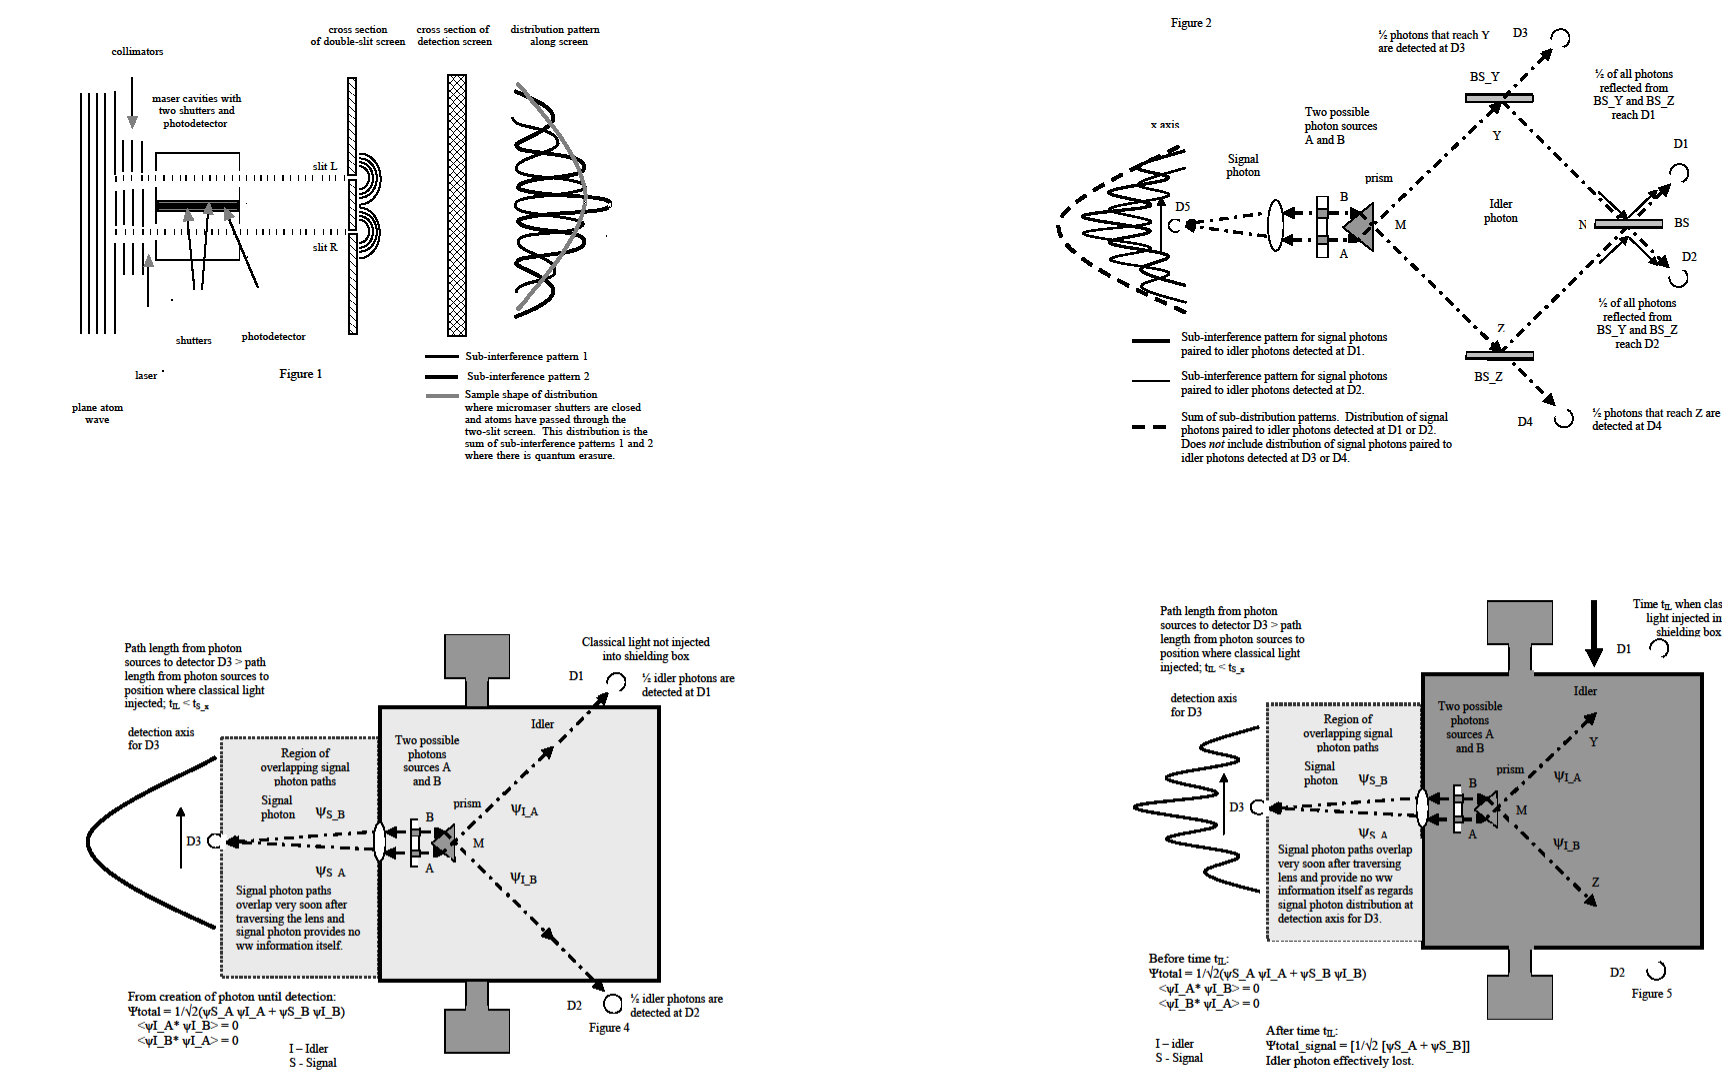 cross section
of double-slit screen
cross section of
detection screen
distribution pattern
along screen
collimators
maser cavities with
two shutters and
photodetector
slit L
slit R
shutters
photodetector
laser
Figure 1
plane atom
wave
Sub-interference pattern 1
Sub-interference pattern 2
Sample shape of distribution
where micromaser shutters are closed
and atoms have passed through the
two-slit screen. This distribution is the
sum of sub-interference patterns 1 and 2
where there is quantum erasure.
Figure 2
½ photons that reach Y
are detected at D3
D3
BS_Y
½ of all photons
reflected from
BS_Y and BS_Z
reach D1
Two possible
photon sources
A and B
x axis
Signal
photon
Y
D1
prism
B
D5
Idler
photon
M
N
BS
A
D2
½ of all photons
reflected from
BS_Y and BS_Z
reach D2
Z
BS_Z
D4
½ photons that reach Z are
detected at D4
Sub-interference pattern for signal photons
paired to idler photons detected at D1.
Sub-interference pattern for signal photons
paired to idler photons detected at D2.
Sum of sub-distribution patterns. Distribution of signal
photons paired to idler photons detected at D1 or D2.
Does not include distribution of signal photons paired to
idler photons detected at D3 or D4.
Path length from photon
sources to detector D3 > path
length from photon sources to
position where classical light
injected; tIL < tS_x
detection axis
for D3
Classical light not injected
into shielding box
D1
½ idler photons are
detected at D1
Idler
Region of
overlapping signal
photon paths
Two possible
photons
sources A
and B
Signal
photon
ψS_B
prism
ψI_A
B
D3
M
A
ψS_A
ψI_B
Signal photon paths
overlap very soon after
traversing the lens and
signal photon provides no
ww information itself.
From creation of photon until detection:
Ψtotal = 1/√2(ψS_A ψI_A + ψS_B ψI_B)
<ψI_A* ψI_B> = 0
<ψI_B* ψI_A> = 0
I – Idler
S - Signal
D2
½ idler photons are
detected at D2
Figure 4
Path length from photon
sources to detector D3 > path
length from photon sources to
position where classical light
injected; tIL < tS_x
detection axis
for D3
Time tIL when clas
light injected in
shielding box
D1
Idler
Region of
overlapping signal
photon paths
Two possible
photons
sources A
and B
Y
Signal
photon
ψS_B
prism
ψI_A
B
D3
M
A
ψS_A
ψI_B
Z
Signal photon paths overlap
very soon after traversing
lens and provide no ww
information itself as regards
signal photon distribution at
detection axis for D3.
Before time tIL:
Ψtotal = 1/√2(ψS_A ψI_A + ψS_B ψI_B)
<ψI_A* ψI_B> = 0
<ψI_B* ψI_A> = 0
D2
Figure 5
I – idler
S - Signal
After time tIL:
Ψtotal_signal = [1/√2 [ψS_A + ψS_B]]
Idler photon effectively lost.